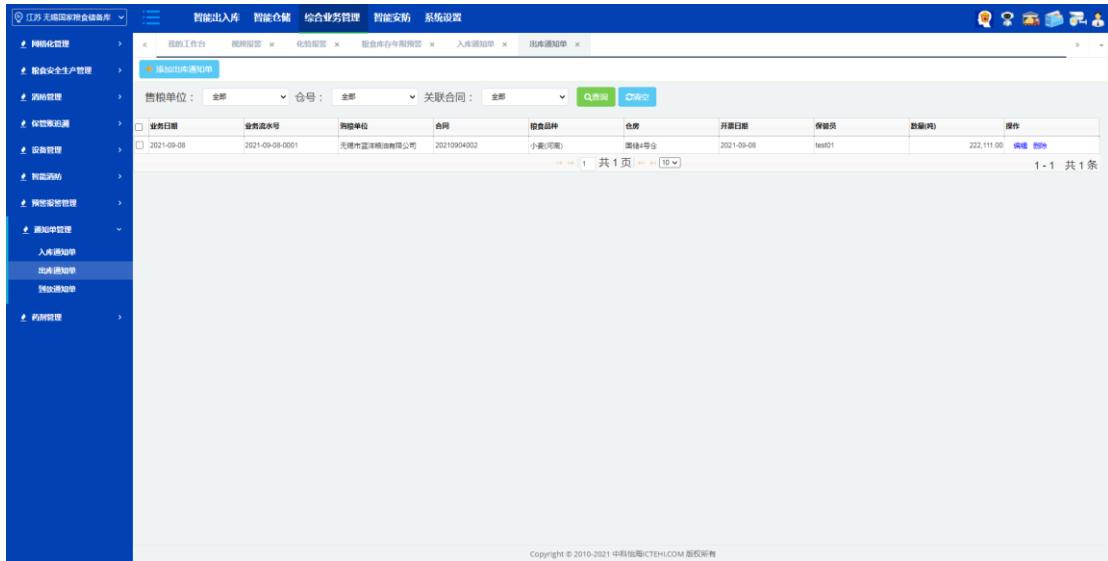 江苏 无锡国家粮食储备库
智能出入库 智能仓储 综合业务管理 智能安防 系统设置
网格化管理
粮食安全生产管理
消防管理
保管账追溯
设备管理
智能消防
预警报警管理
通知单管理
入库通知单
出库通知单
到款通知单
药剂管理
« 我的工作台 视频报警 × 化验报警 × 粮食库存年限预警 × 入库通知单 × 出库通知单 × »
添加出库通知单
售粮单位: 全部 仓号: 全部 关联合同: 全部 查询 清空
业务日期 业务流水号 购粮单位 合同 粮食品种 仓房 开票日期 保管员 数量(吨) 操作
2021-09-08 2021-09-08-0001 无锡市蓝洋粮油有限公司 20210904002 小麦(河南) 国储4号仓 2021-09-08 test01 222,111.00 编辑 删除
1 共 1 页 10
1 - 1 共 1 条
Copyright © 2010-2021 中科怡海ICTEHI.COM 版权所有